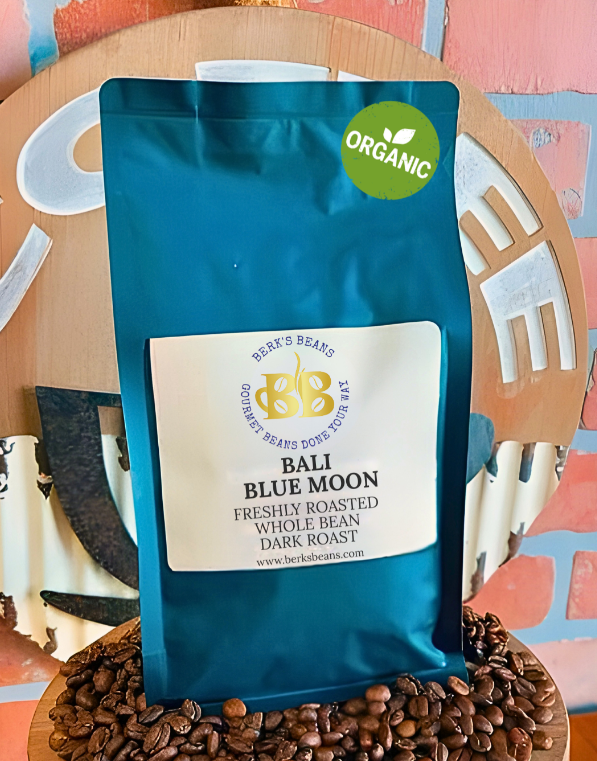 ORGANIC
BERK'S BEANS
BB
GOURMET BEANS DONE YOUR WAY
BALI
BLUE MOON
FRESHLY ROASTED
WHOLE BEAN
DARK ROAST
www.berksbeans.com